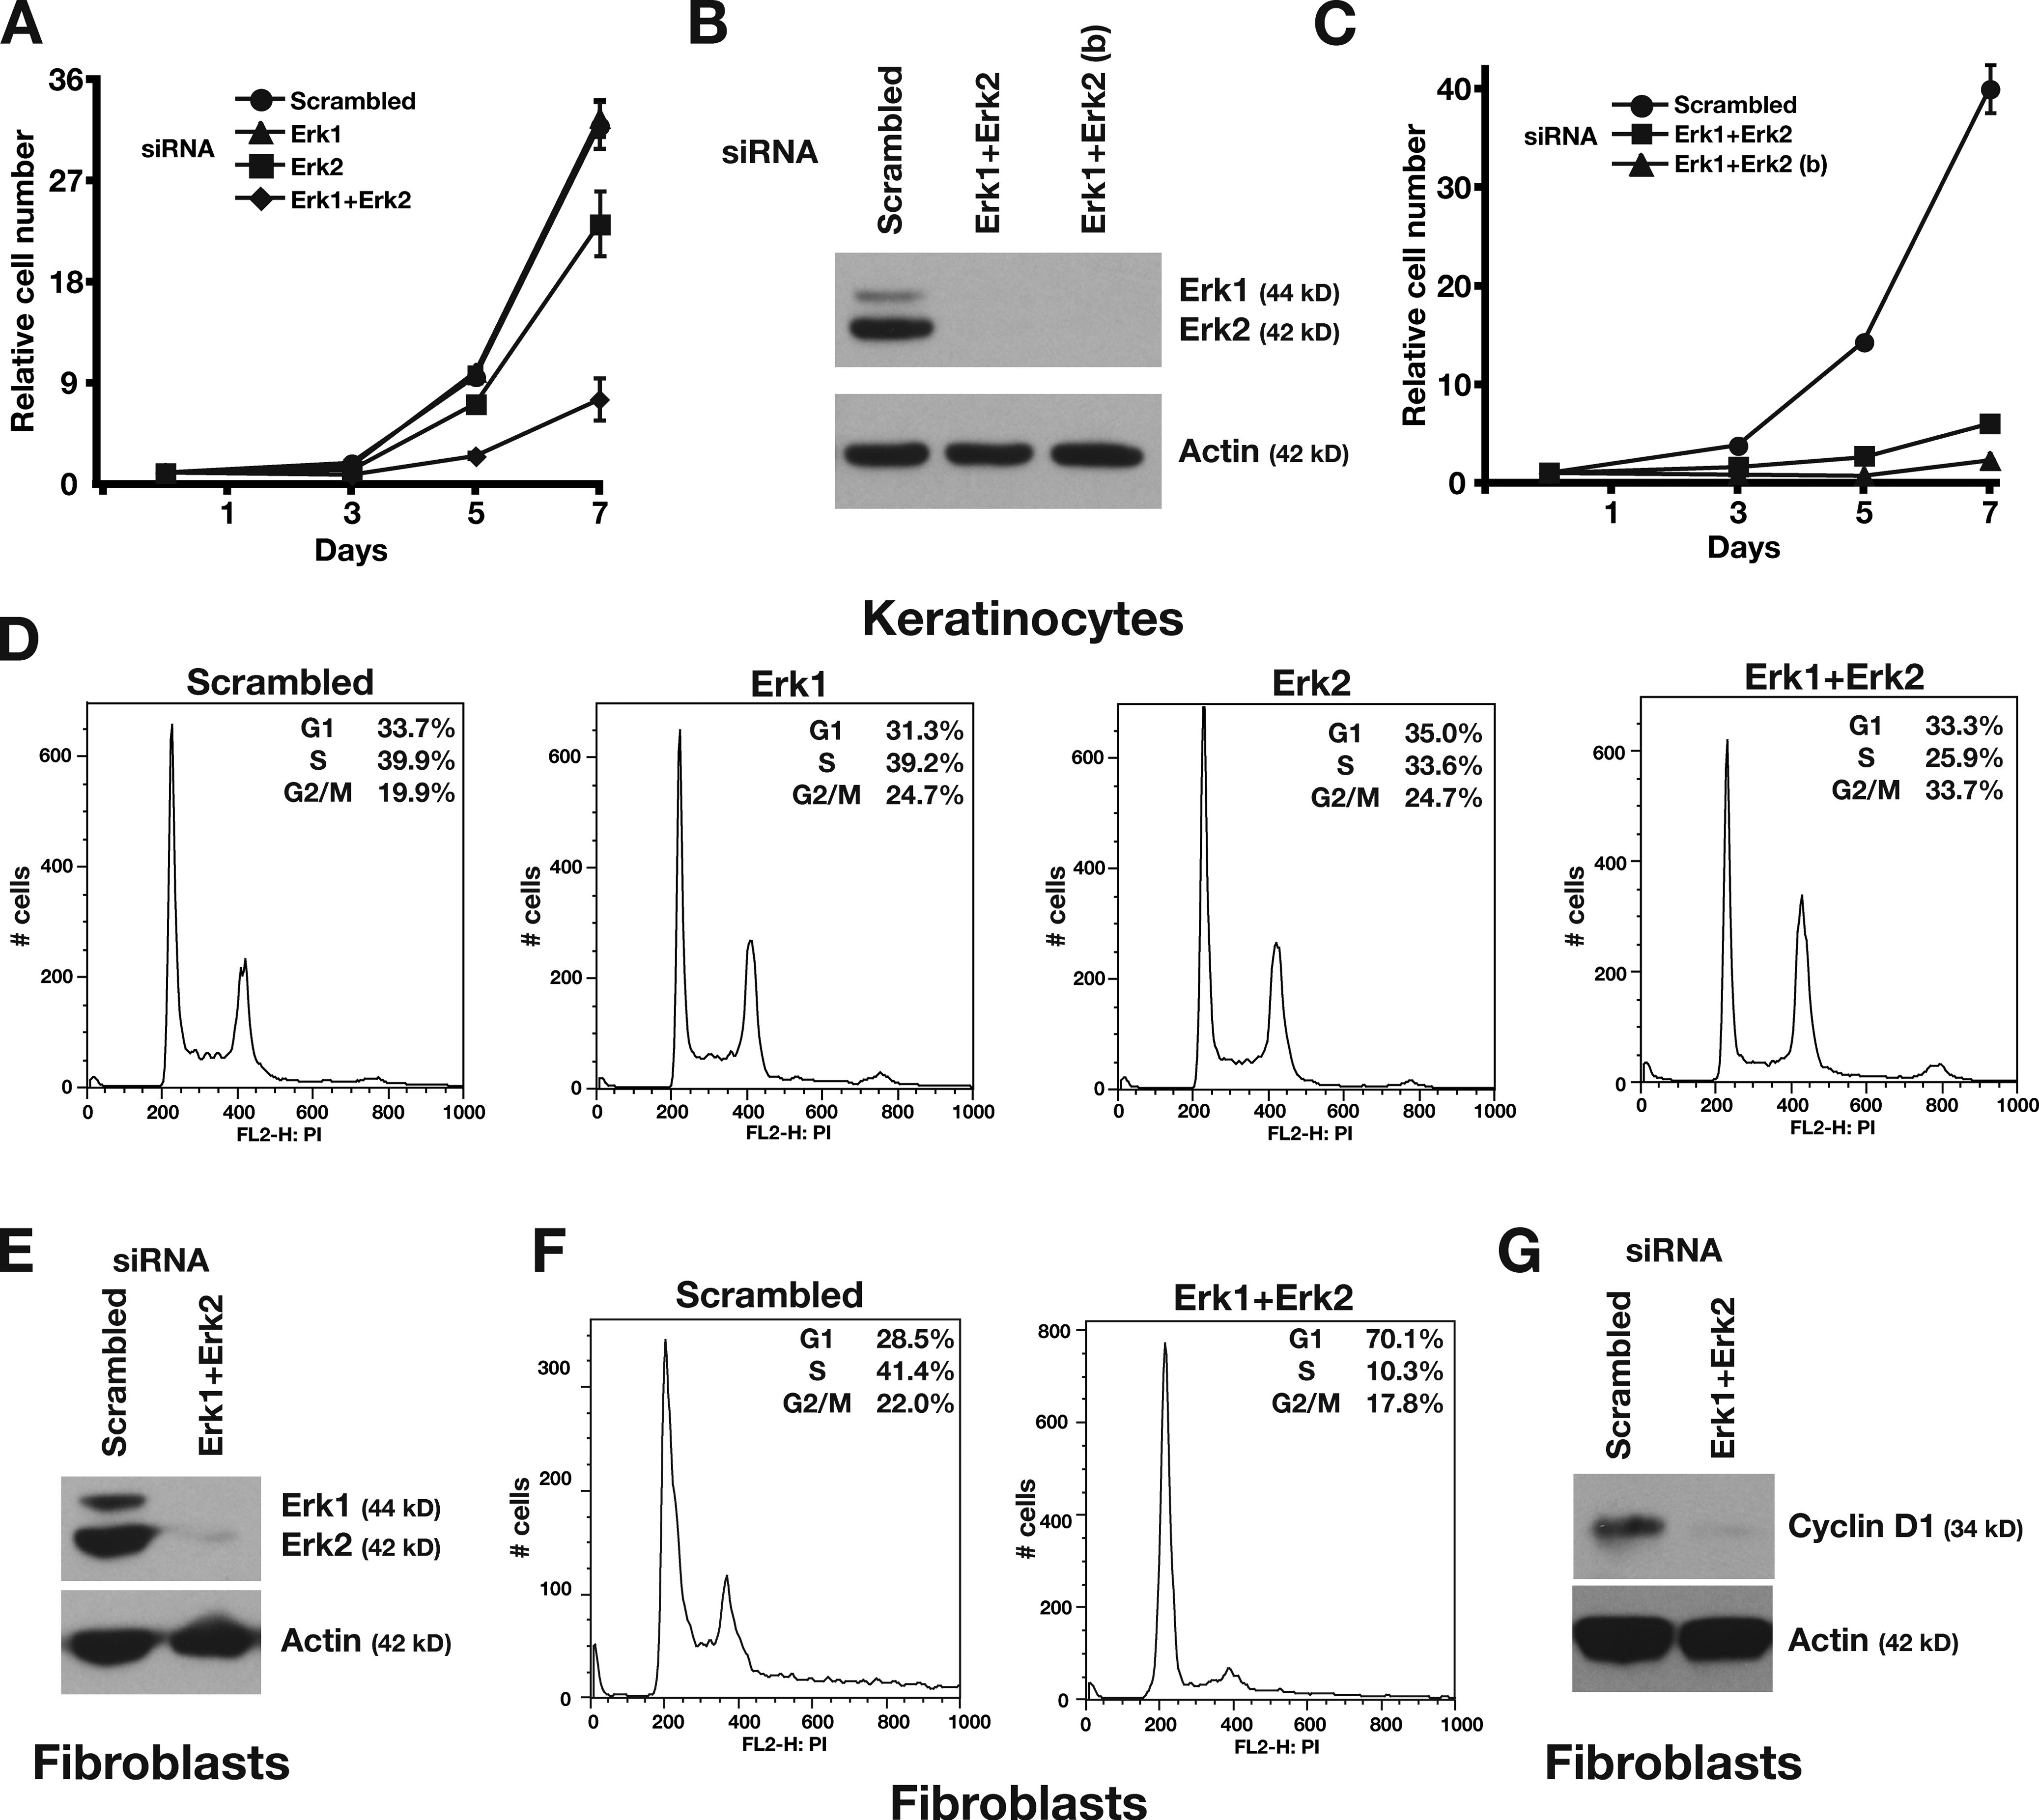 A
36
27
18
9
0
Relative cell number
siRNA
Scrambled
Erk1
Erk2
Erk1+Erk2
1 3 5 7
Days
B
siRNA
Scrambled
Erk1+Erk2
Erk1+Erk2 (b)
Erk1 (44 kD)
Erk2 (42 kD)
Actin (42 kD)
C
40
30
20
10
0
Relative cell number
siRNA
Scrambled
Erk1+Erk2
Erk1+Erk2 (b)
1 3 5 7
Days
Keratinocytes
D
Scrambled
G1 33.7%
S 39.9%
G2/M 19.9%
600
400
200
0
# cells
0 200 400 600 800 1000
FL2-H: PI
Erk1
G1 31.3%
S 39.2%
G2/M 24.7%
600
400
200
0
# cells
0 200 400 600 800 1000
FL2-H: PI
Erk2
G1 35.0%
S 33.6%
G2/M 24.7%
600
400
200
0
# cells
0 200 400 600 800 1000
FL2-H: PI
Erk1+Erk2
G1 33.3%
S 25.9%
G2/M 33.7%
600
400
200
0
# cells
0 200 400 600 800 1000
FL2-H: PI
E
siRNA
Scrambled
Erk1+Erk2
Erk1 (44 kD)
Erk2 (42 kD)
Actin (42 kD)
Fibroblasts
F
Scrambled
G1 28.5%
S 41.4%
G2/M 22.0%
300
200
100
0
# cells
0 200 400 600 800 1000
FL2-H: PI
Erk1+Erk2
G1 70.1%
S 10.3%
G2/M 17.8%
800
600
400
200
0
# cells
0 200 400 600 800 1000
FL2-H: PI
Fibroblasts
G
siRNA
Scrambled
Erk1+Erk2
Cyclin D1 (34 kD)
Actin (42 kD)
Fibroblasts